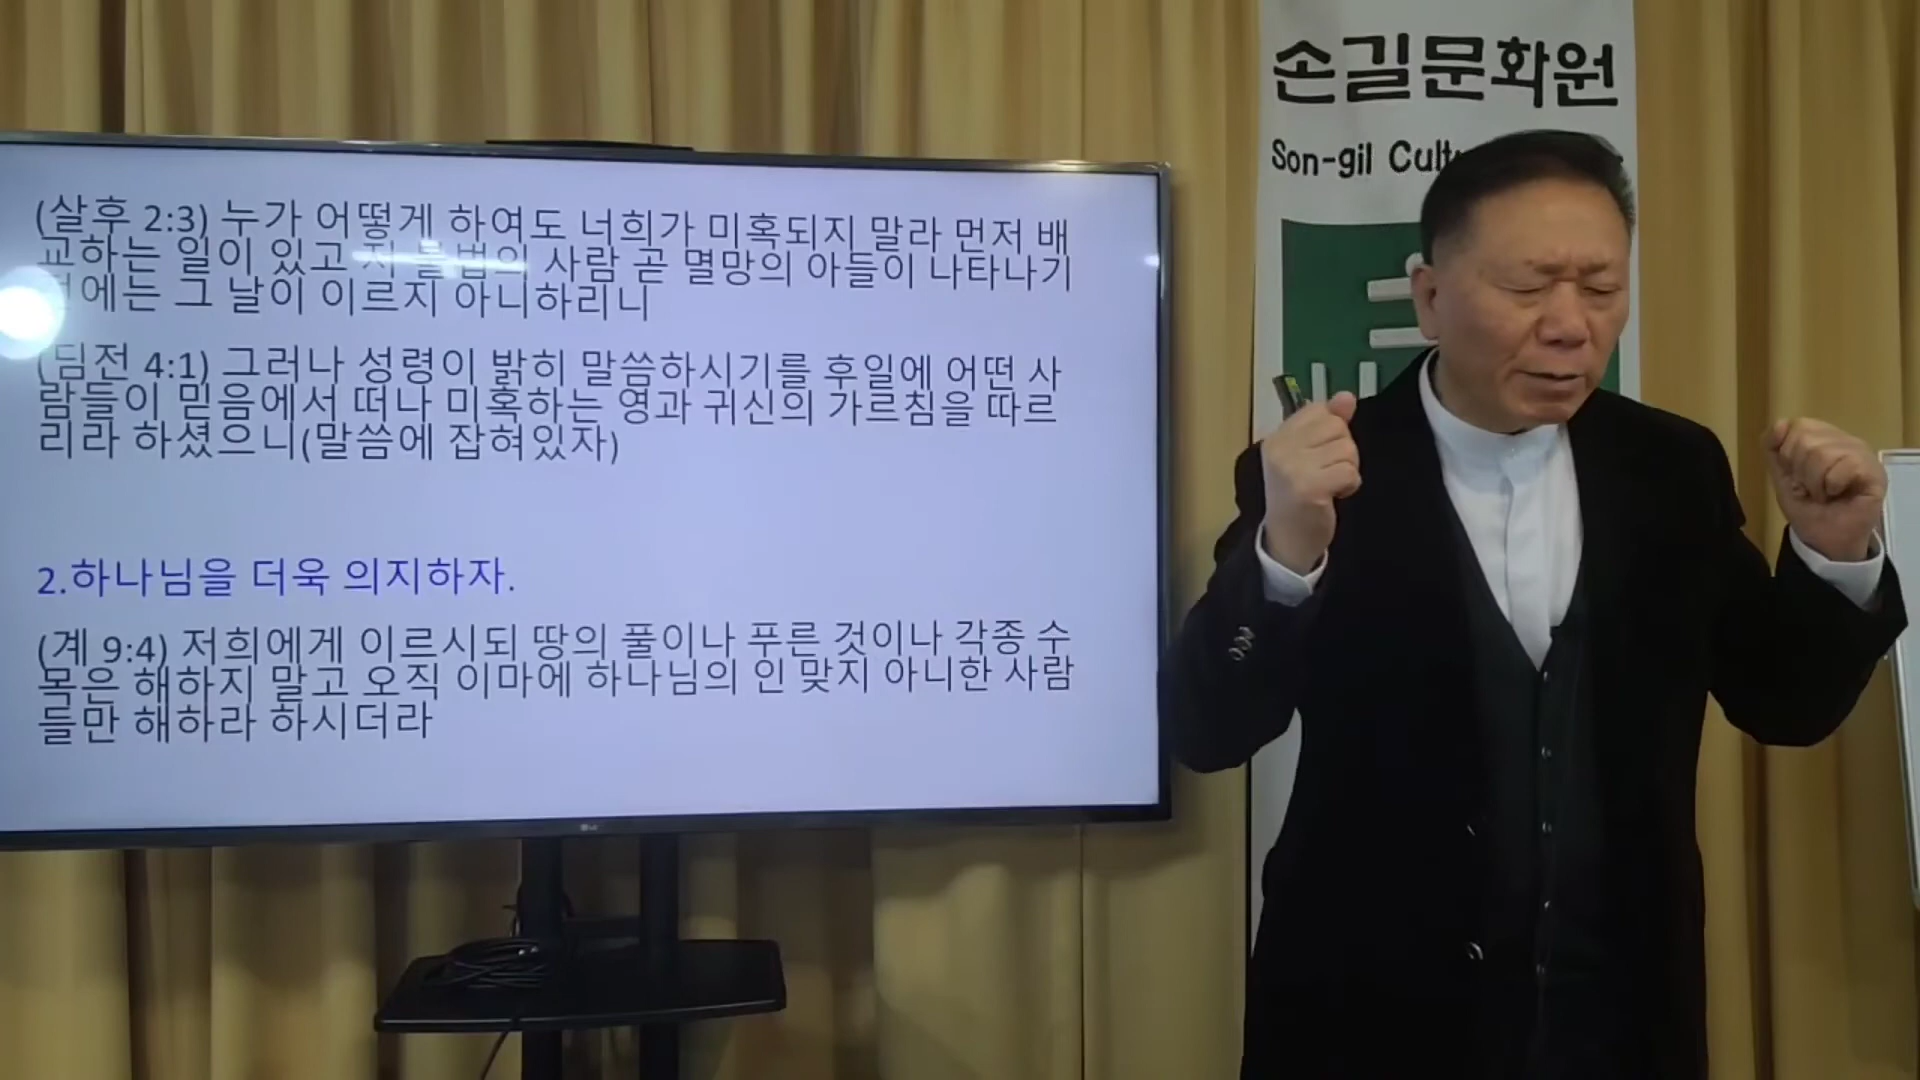 손길문화원
Son-gil
(살후 2:3) 누가 어떻게 하여도 너희가 미혹되지 말라 먼저 배
교하는 일이 있고 저 불법의 사람 곧 멸망의 아들이 나타나기
전에는 그 날이 이르지 아니하리니
(딤전 4:1) 그러나 성령이 밝히 말씀하시기를 후일에 어떤 사
람들이 믿음에서 떠나 미혹하는 영과 귀신의 가르침을 따르
리라 하셨으니(말씀에 잡혀있자)
2.하나님을 더욱 의지하자.
(계 9:4) 저희에게 이르시되 땅의 풀이나 푸른 것이나 각종 수
목은 해하지 말고 오직 이마에 하나님의 인 맞지 아니한 사람
들만 해하라 하시더라
LG